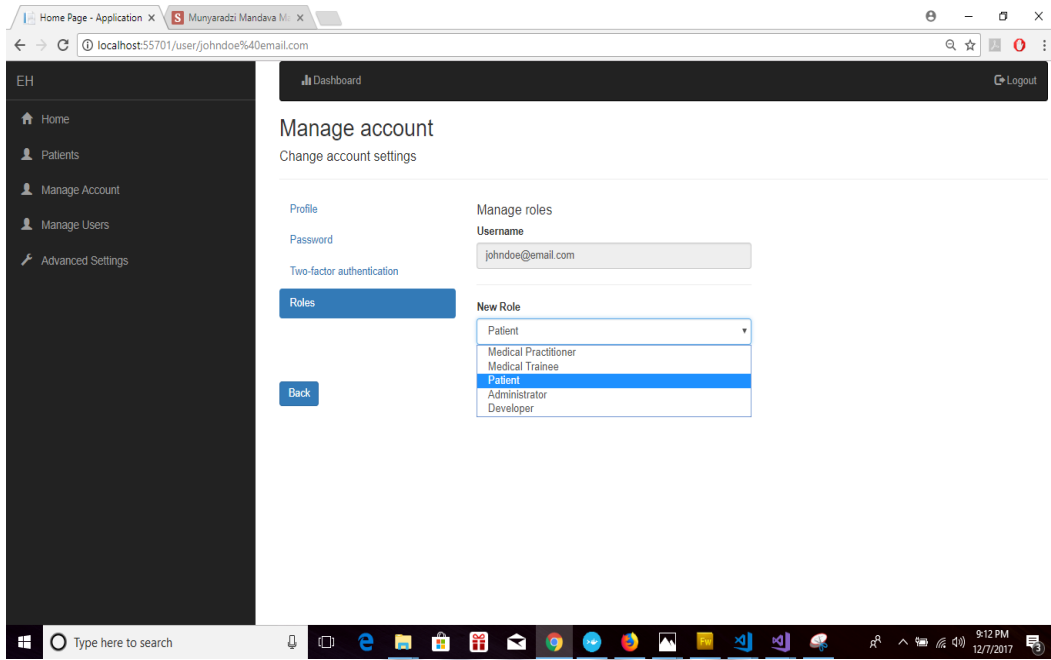 Home Page - Application
S Munyaradzi Mandava Ma
localhost:55701/user/johndoe%40email.com
EH
Dashboard
Logout
Home
Patients
Manage Account
Manage Users
Advanced Settings
Manage account
Change account settings
Profile
Password
Two-factor authentication
Roles
Back
Manage roles
Username
johndoe@email.com
New Role
Patient
Medical Practitioner
Medical Trainee
Patient
Administrator
Developer
Type here to search
Fw
9:12 PM
12/7/2017
3